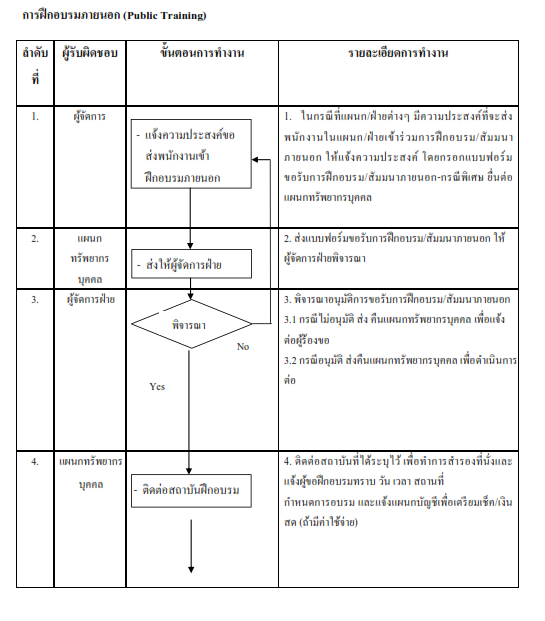 การฝึกอบรมภายนอก (Public Training)
ลำดับ ผู้รับผิดชอบ ขั้นตอนการทำงาน รายละเอียดการทำงาน
ที่
1. ผู้จัดการ
- แจ้งความประสงค์ขอ
ส่งพนักงานเข้า
ฝึกอบรมภายนอก
1. ในกรณีที่แผนก/ฝ่ายต่างๆ มีความประสงค์ที่จะส่ง
พนักงานในแผนก/ฝ่ายเข้าร่วมการฝึกอบรม/สัมมนา
ภายนอก ให้แจ้งความประสงค์ โดยกรอกแบบฟอร์ม
ขอรับการฝึกอบรม/สัมมนาภายนอก-กรณีพิเศษ ยื่นต่อ
แผนกทรัพยากรบุคคล
2. แผนก
ทรัพยากร
บุคคล
- ส่งให้ผู้จัดการฝ่าย
2. ส่งแบบฟอร์มขอรับการฝึกอบรม/สัมมนาภายนอก ให้
ผู้จัดการฝ่ายพิจารณา
3. ผู้จัดการฝ่าย
พิจารณา
No
Yes
3. พิจารณาอนุมัติการขอรับการฝึกอบรม/สัมมนาภายนอก
3.1 กรณีไม่อนุมัติ ส่ง คืนแผนกทรัพยากรบุคคล เพื่อแจ้ง
ต่อผู้ร้องขอ
3.2 กรณีอนุมัติ ส่งคืนแผนกทรัพยากรบุคคล เพื่อดำเนินการ
ต่อ
4. แผนกทรัพยากร
บุคคล
- ติดต่อสถาบันฝึกอบรม
4. ติดต่อสถาบันที่ได้ระบุไว้ เพื่อทำการสำรองที่นั่งและ
แจ้งผู้ขอฝึกอบรมทราบ วัน เวลา สถานที่
กำหนดการอบรม และแจ้งแผนกบัญชีเพื่อเตรียมเช็ค/เงิน
สด (ถ้ามีค่าใช้จ่าย)